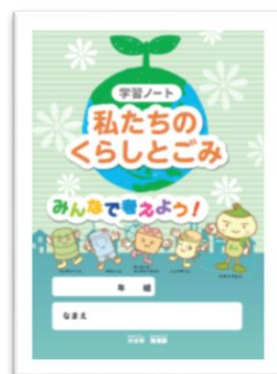 学習ノート
私たちの
くらしとごみ
みんなで考えよう！
年 組
なまえ